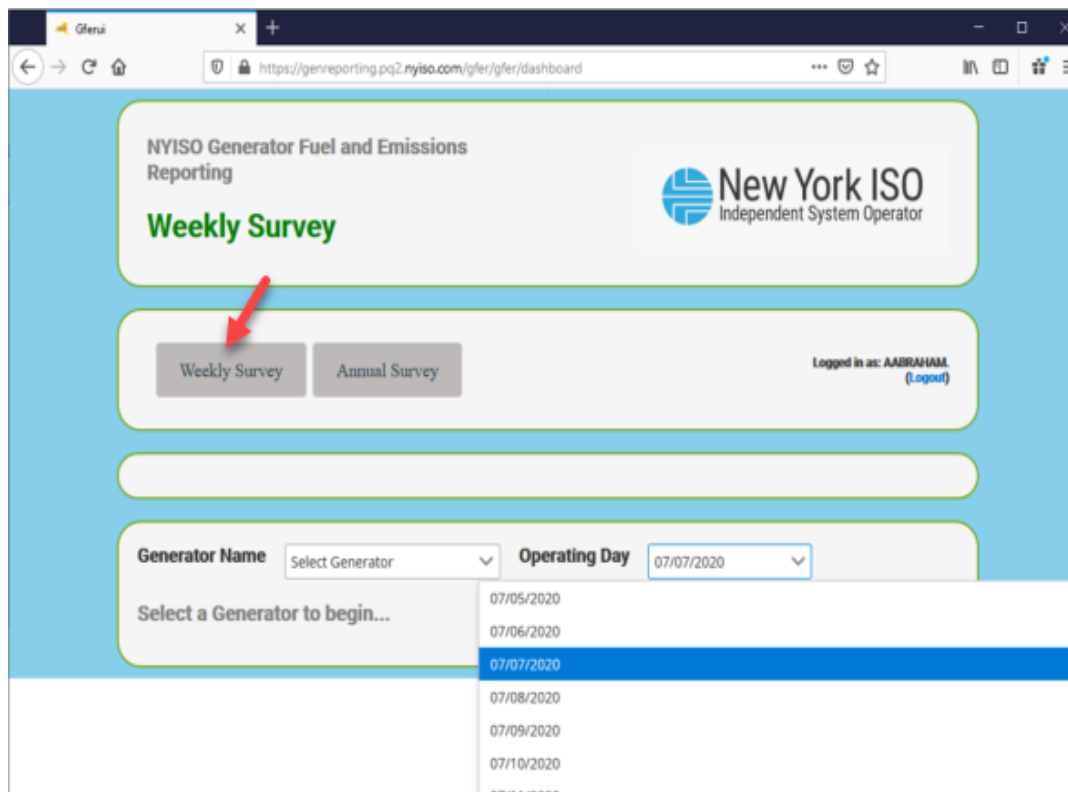 Gferui
https://genreporting.pq2.nyiso.com/gfer/gfer/dashboard
NYISO Generator Fuel and Emissions
Reporting
Weekly Survey
New York ISO
Independent System Operator
Weekly Survey
Annual Survey
Logged in as: AABRAHAM.
(Logout)
Generator Name
Select Generator
Operating Day
07/07/2020
Select a Generator to begin...
07/05/2020
07/06/2020
07/07/2020
07/08/2020
07/09/2020
07/10/2020